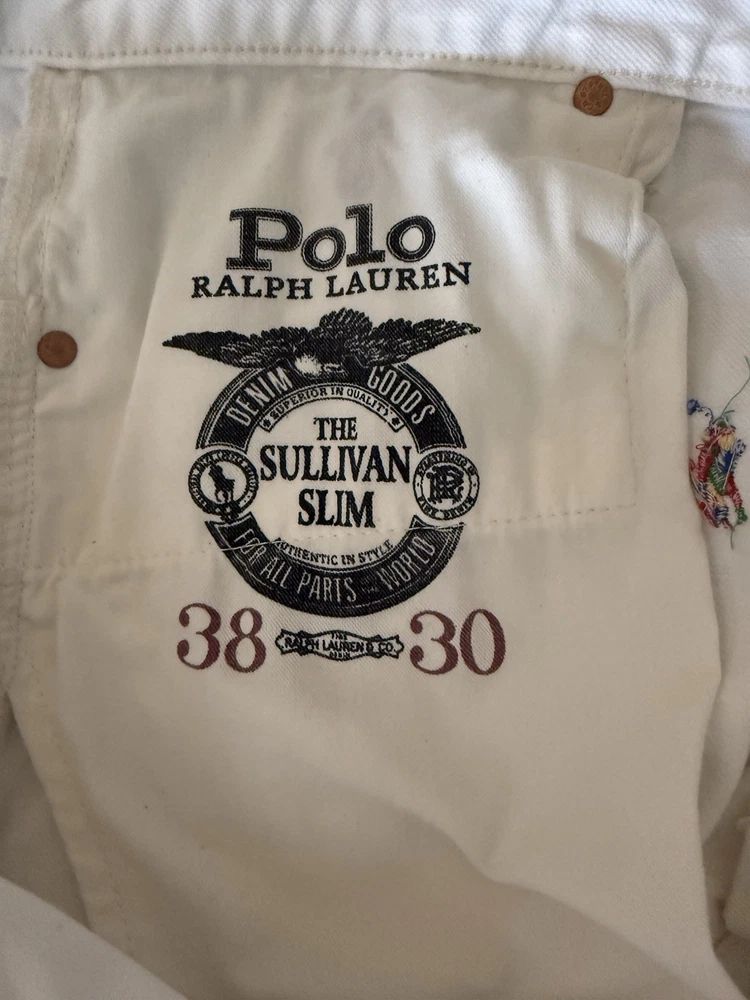 Polo
RALPH LAUREN
DENIM GOODS
SUPERIOR IN QUALITY
THE
SULLIVAN
SLIM
AUTHENTIC IN STYLE
FOR ALL PARTS WORLD
38 RALPH LAUREN & CO. 30